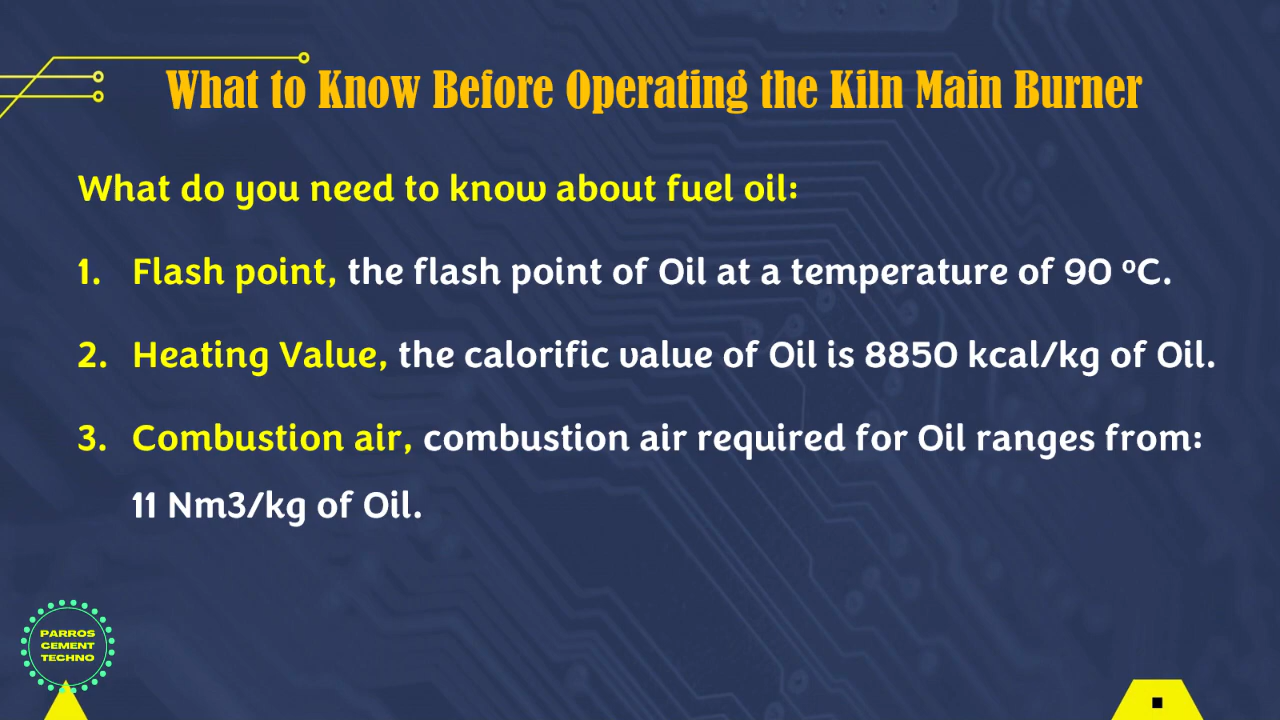 What to Know Before Operating the Kiln Main Burner
What do you need to know about fuel oil:
1. Flash point, the flash point of Oil at a temperature of 90 ºC.
2. Heating Value, the calorific value of Oil is 8850 kcal/kg of Oil.
3. Combustion air, combustion air required for Oil ranges from:
11 Nm3/kg of Oil.
PARROS
CEMENT
TECHNO